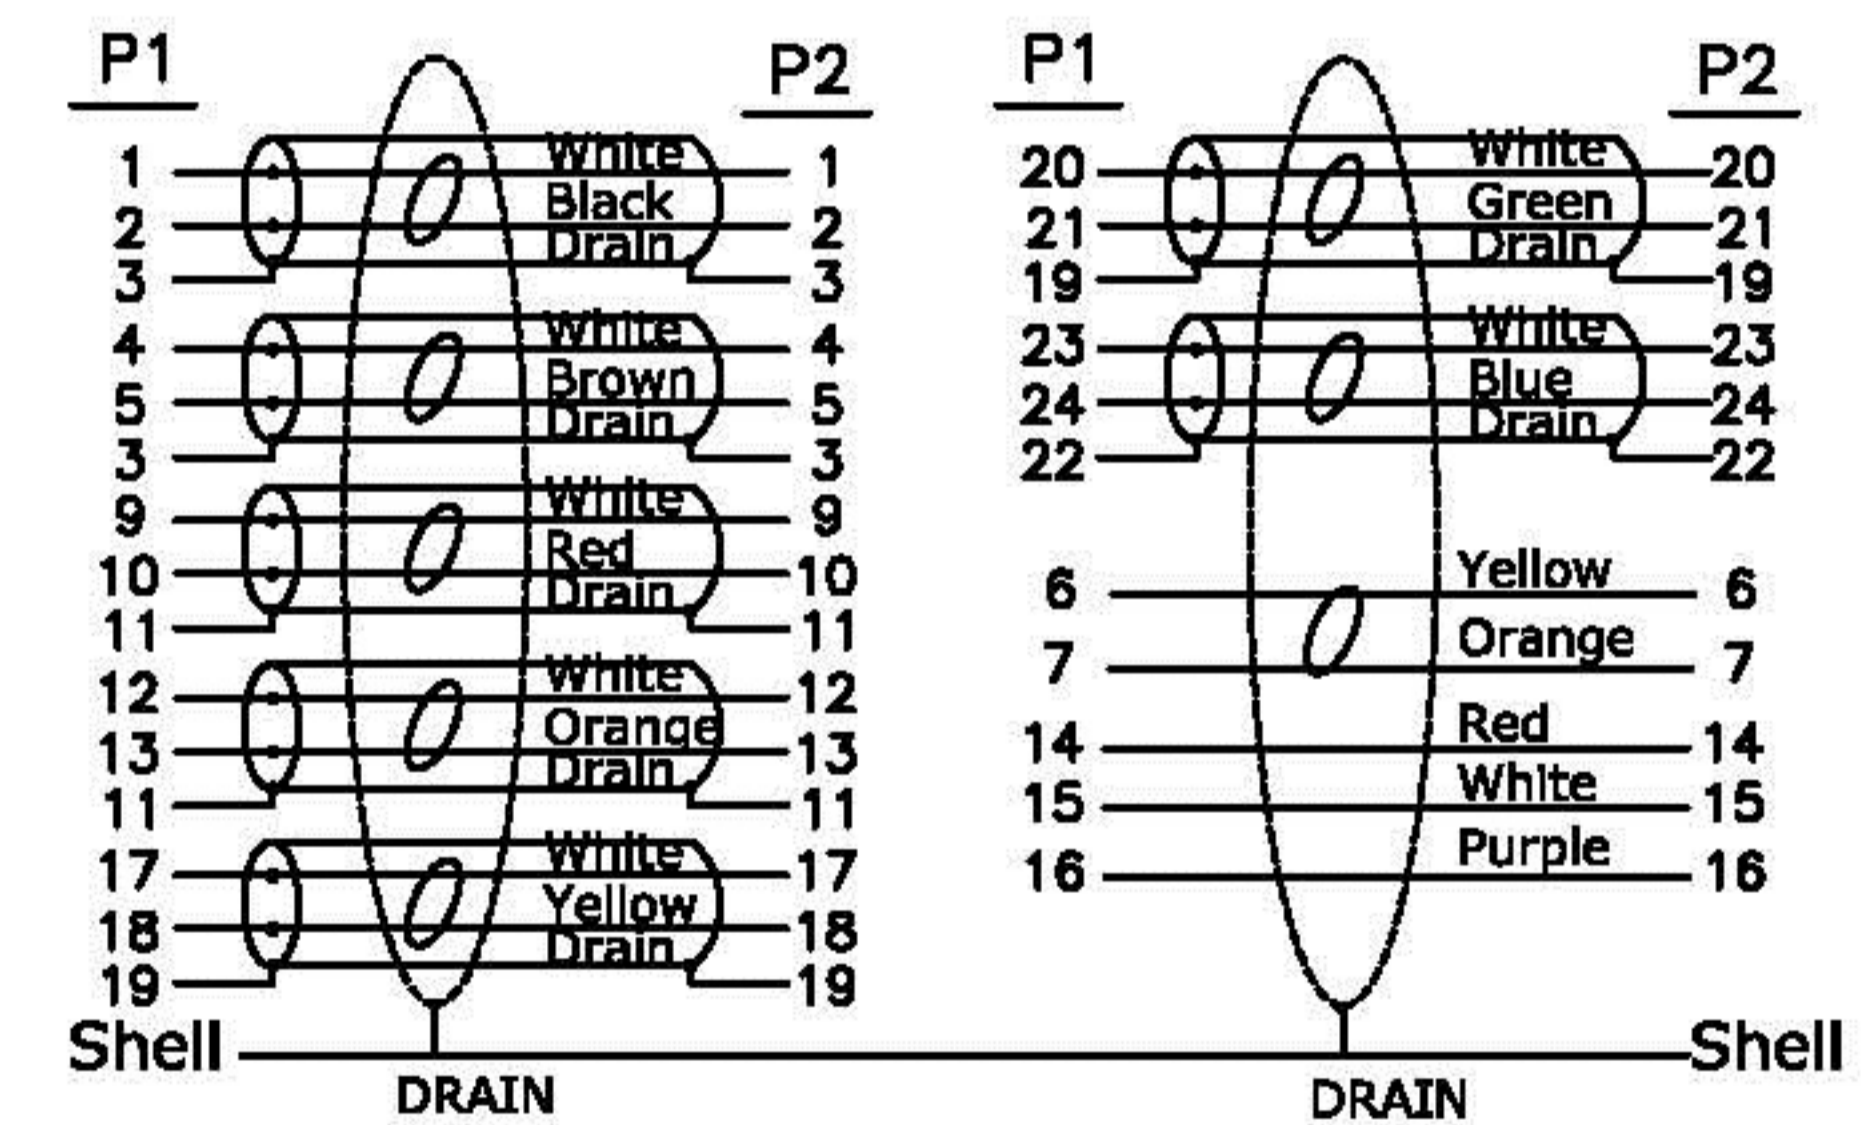 P1 P2
1 White 1
2 Black 2
3 Drain 3
4 White 4
5 Brown 5
3 Drain 3
9 White 9
10 Red 10
11 Drain 11
12 White 12
13 Orange 13
11 Drain 11
17 White 17
18 Yellow 18
19 Drain 19
P1 P2
20 White 20
21 Green 21
19 Drain 19
23 White 23
24 Blue 24
22 Drain 22
6 Yellow 6
7 Orange 7
14 Red 14
15 White 15
16 Purple 16
Shell Shell
DRAIN DRAIN